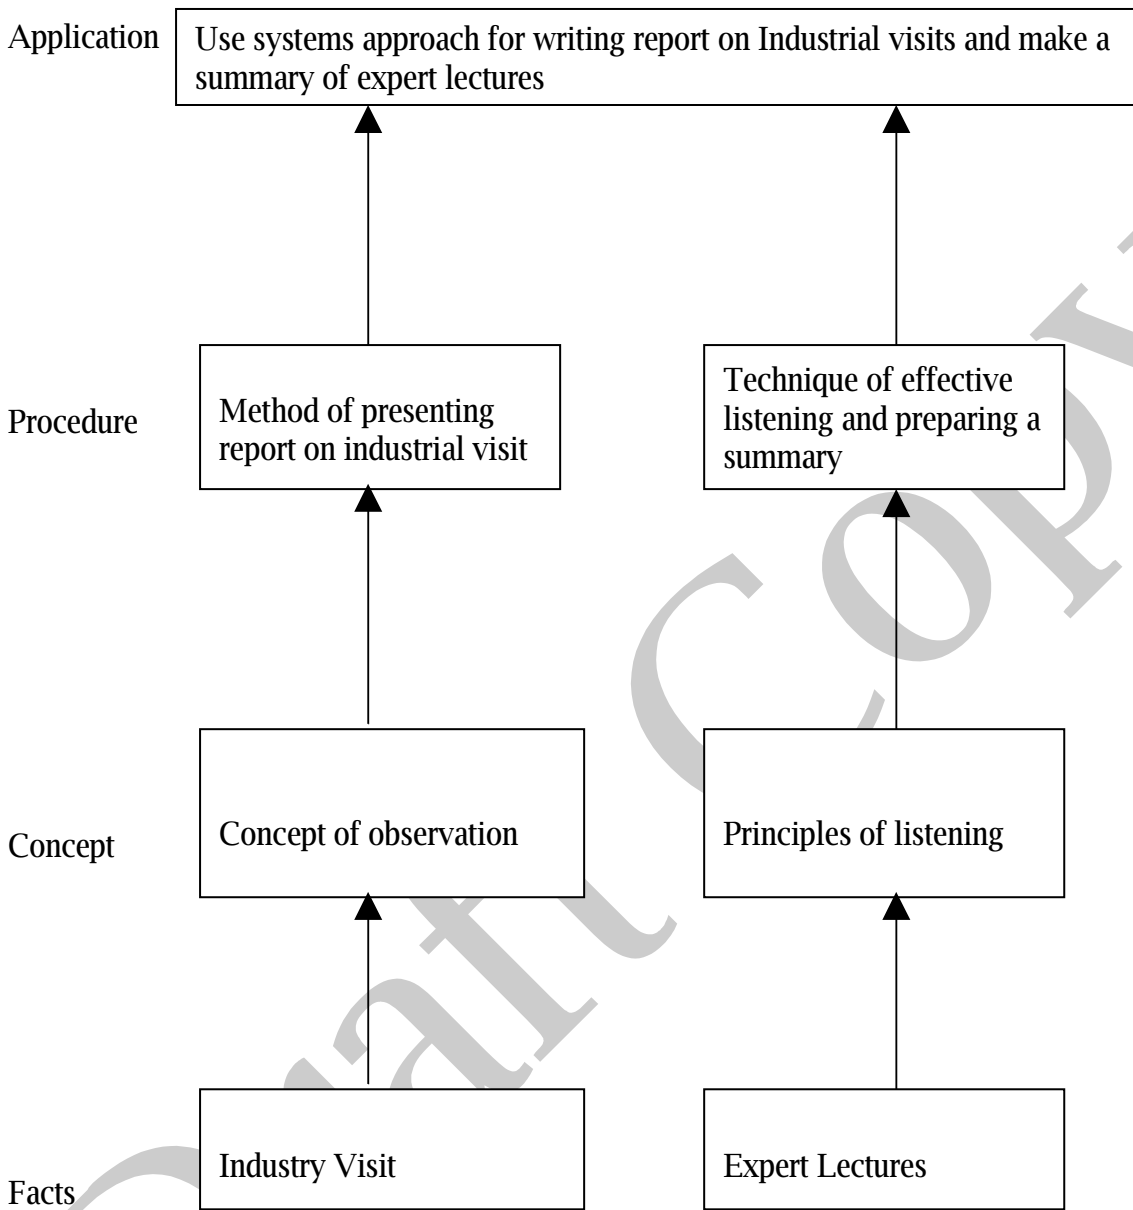 Application
Use systems approach for writing report on Industrial visits and make a
summary of expert lectures
Procedure
Method of presenting
report on industrial visit
Technique of effective
listening and preparing a
summary
Concept
Concept of observation
Principles of listening
Facts
Industry Visit
Expert Lectures
Draft Copy